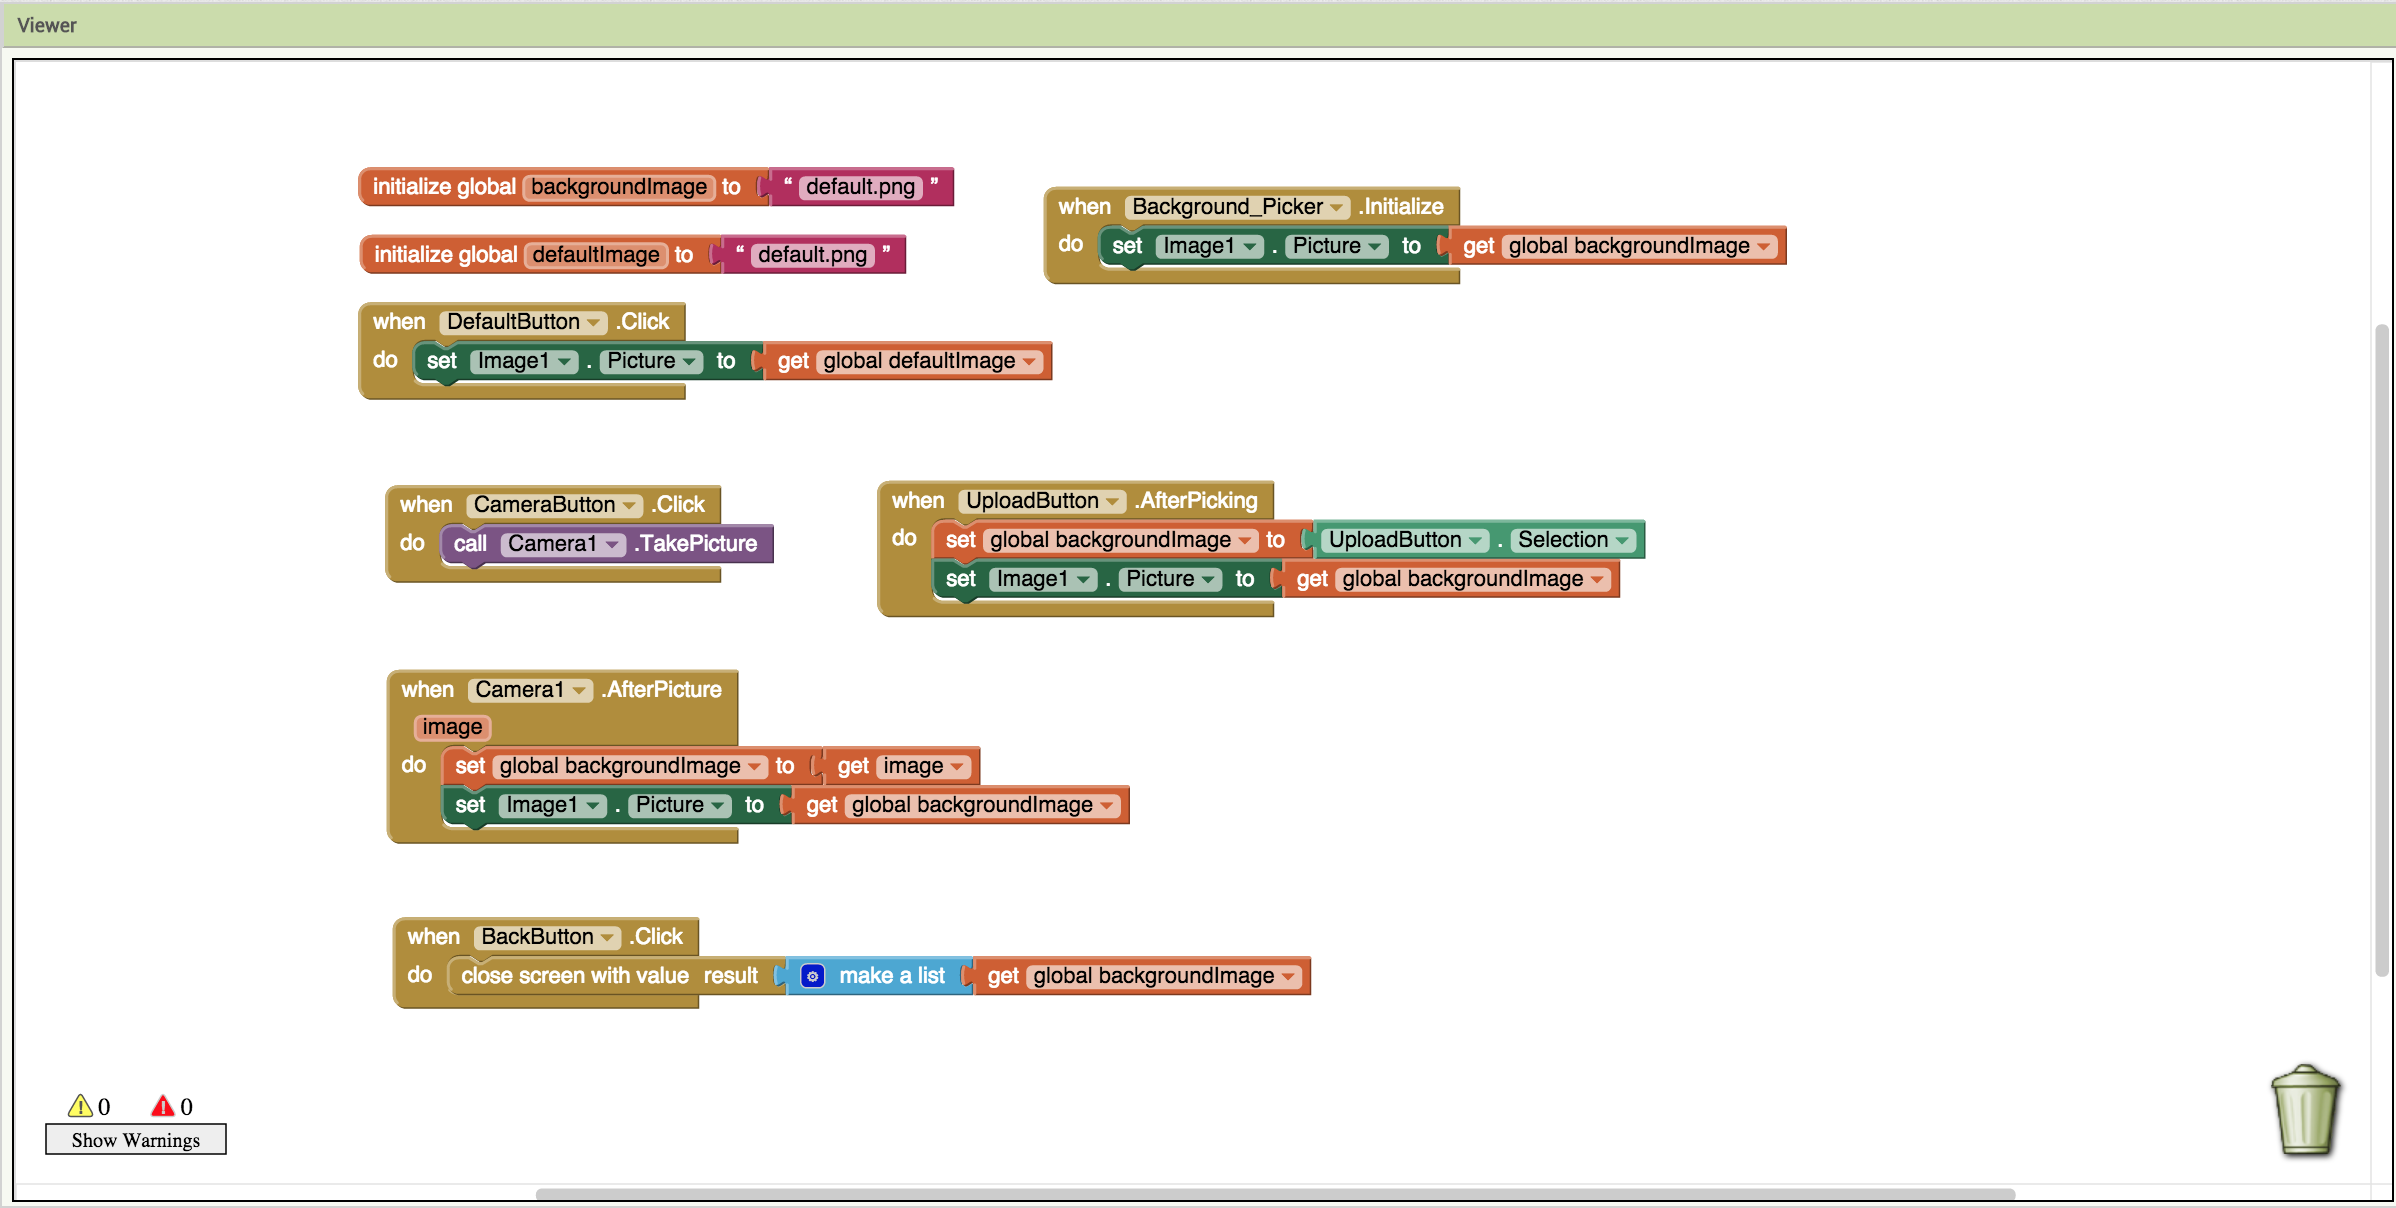 Viewer
initialize global backgroundImage to “ default.png ”
initialize global defaultImage to “ default.png ”
when DefaultButton .Click
do set Image1 . Picture to get global defaultImage
when Background_Picker .Initialize
do set Image1 . Picture to get global backgroundImage
when CameraButton .Click
do call Camera1 .TakePicture
when UploadButton .AfterPicking
do set global backgroundImage to UploadButton . Selection
set Image1 . Picture to get global backgroundImage
when Camera1 .AfterPicture
image
do set global backgroundImage to get image
set Image1 . Picture to get global backgroundImage
when BackButton .Click
do close screen with value result make a list get global backgroundImage
0 0
Show Warnings